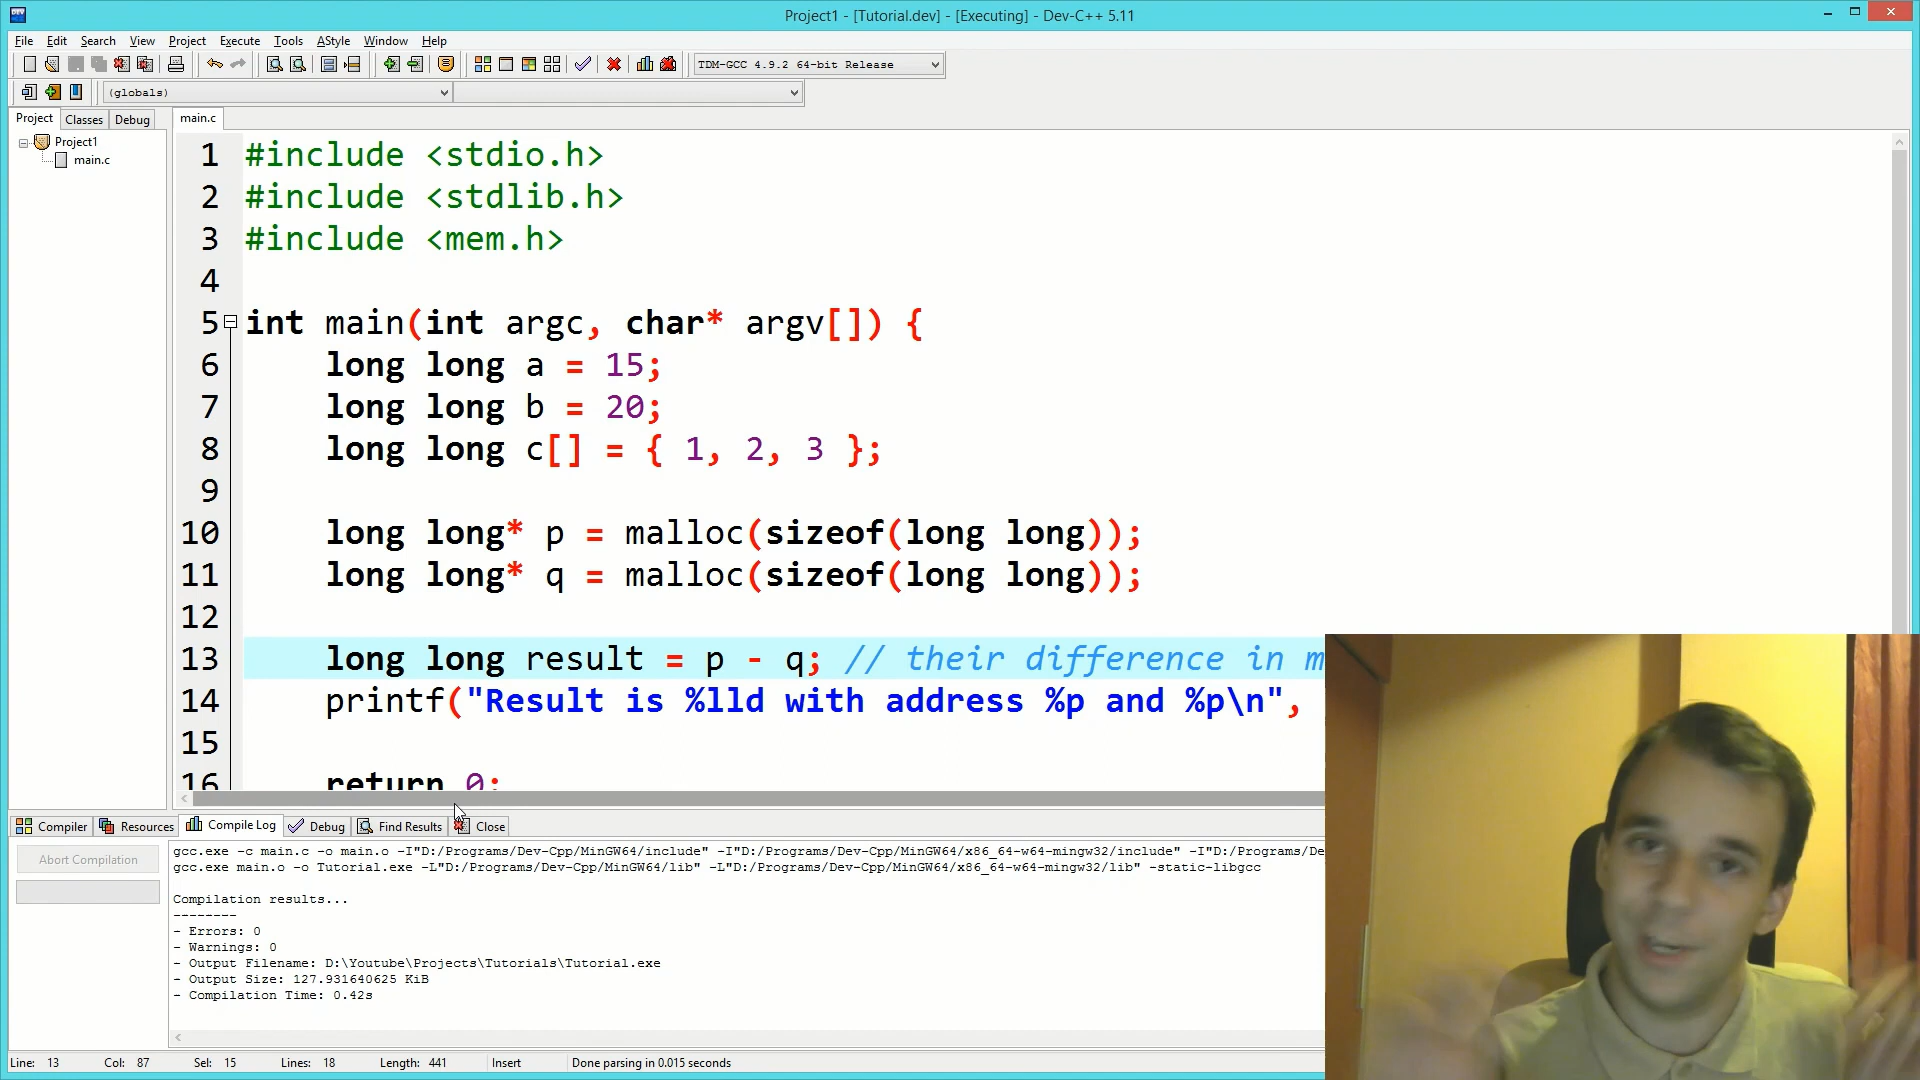 Project1 - [Tutorial.dev] - [Executing] - Dev-C++ 5.11
File Edit Search View Project Execute Tools AStyle Window Help
TDM-GCC 4.9.2 64-bit Release
(globals)
Project Classes Debug
main.c
Project1
main.c
1 #include <stdio.h>
2 #include <stdlib.h>
3 #include <mem.h>
4
5 int main(int argc, char* argv[]) {
6 long long a = 15;
7 long long b = 20;
8 long long c[] = { 1, 2, 3 };
9
10 long long* p = malloc(sizeof(long long));
11 long long* q = malloc(sizeof(long long));
12
13 long long result = p - q; // their difference in m
14 printf("Result is %lld with address %p and %p\n",
15
16 return 0;
Compiler Resources Compile Log Debug Find Results Close
Abort Compilation
gcc.exe -c main.c -o main.o -I"D:/Programs/Dev-Cpp/MinGW64/include" -I"D:/Programs/Dev-Cpp/MinGW64/x86_64-w64-mingw32/include" -I"D:/Programs/De
gcc.exe main.o -o Tutorial.exe -L"D:/Programs/Dev-Cpp/MinGW64/lib" -L"D:/Programs/Dev-Cpp/MinGW64/x86_64-w64-mingw32/lib" -static-libgcc
Compilation results...
--------
- Errors: 0
- Warnings: 0
- Output Filename: D:\Youtube\Projects\Tutorials\Tutorial.exe
- Output Size: 127.931640625 KiB
- Compilation Time: 0.42s
Line: 13 Col: 87 Sel: 15 Lines: 18 Length: 441 Insert Done parsing in 0.015 seconds